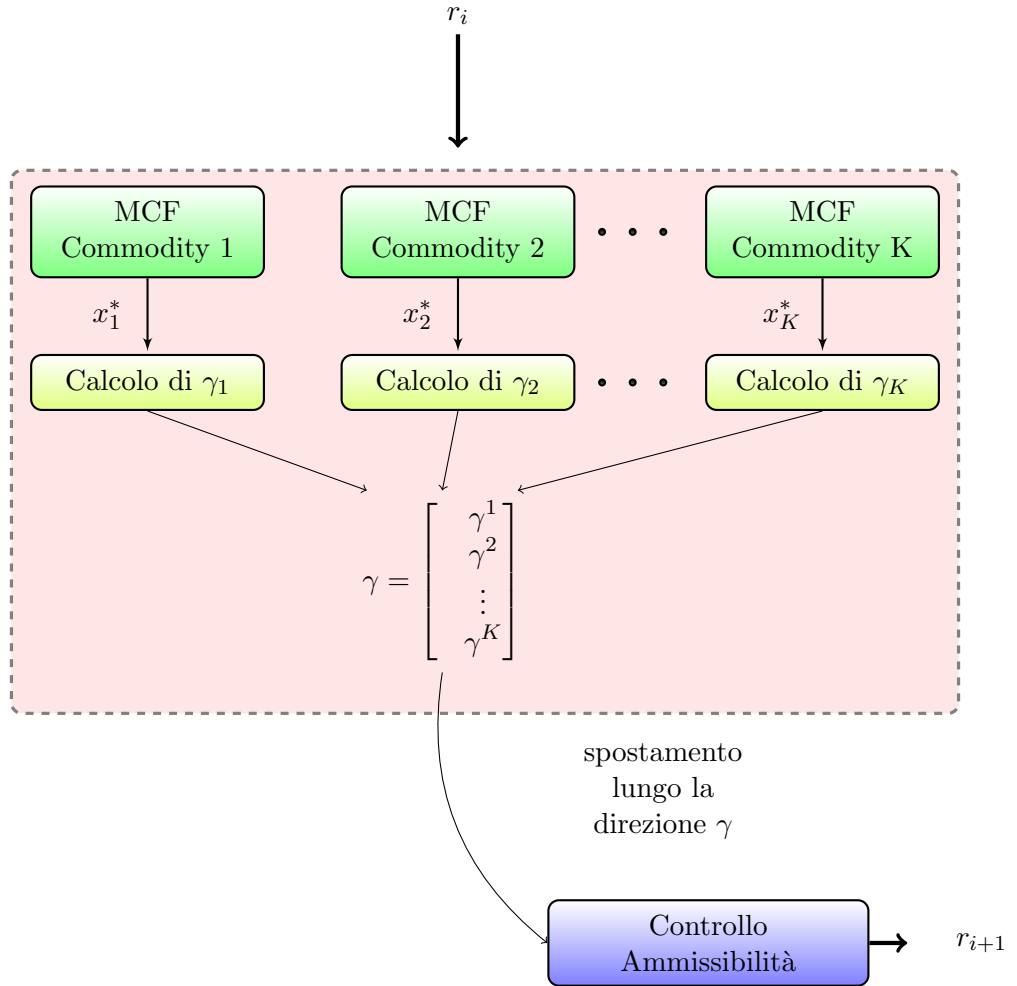 r_i
MCF MCF MCF
Commodity 1 Commodity 2 . . . Commodity K
x_1^* x_2^* x_K^*
Calcolo di γ_1 Calcolo di γ_2 . . . Calcolo di γ_K
γ^1
γ^2
γ =
⋮
γ^K
spostamento
lungo la
direzione γ
Controllo
Ammissibilità
r_{i+1}